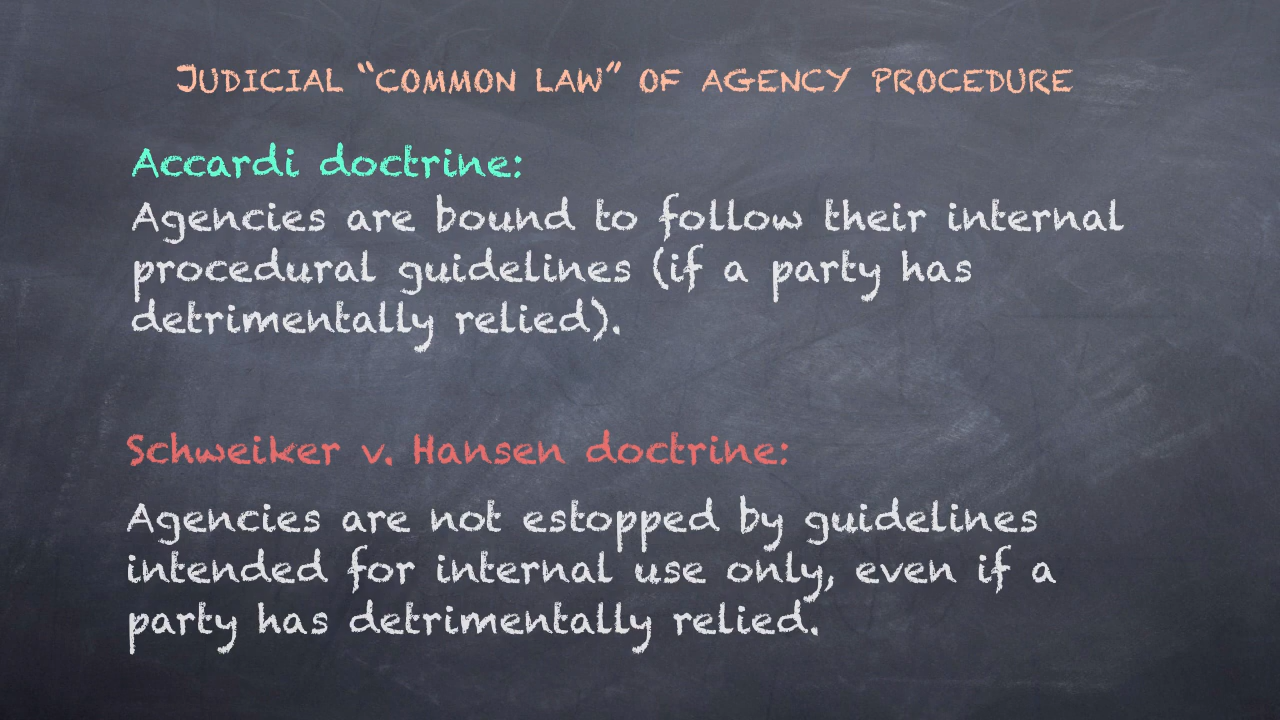 JUDICIAL “COMMON LAW” OF AGENCY PROCEDURE
Accardi doctrine:
Agencies are bound to follow their internal
procedural guidelines (if a party has
detrimentally relied).
Schweiker v. Hansen doctrine:
Agencies are not estopped by guidelines
intended for internal use only, even if a
party has detrimentally relied.